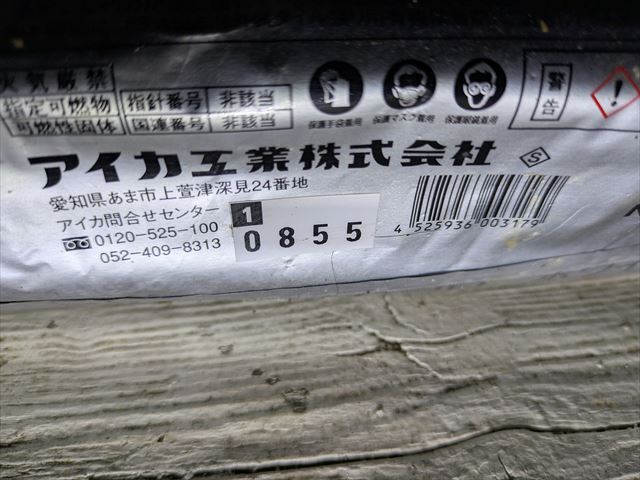 火気厳禁
指定可燃物 指針番号 非該当
可燃性固体 国連番号 非該当
保護手袋着用 保護マスク着用 保護眼鏡着用
警告
!
アイカ工業株式会社 S
愛知県あま市上萱津深見24番地
アイカ問合せセンター
0120-525-100
052-409-8313
1
0855
4 525936 003179